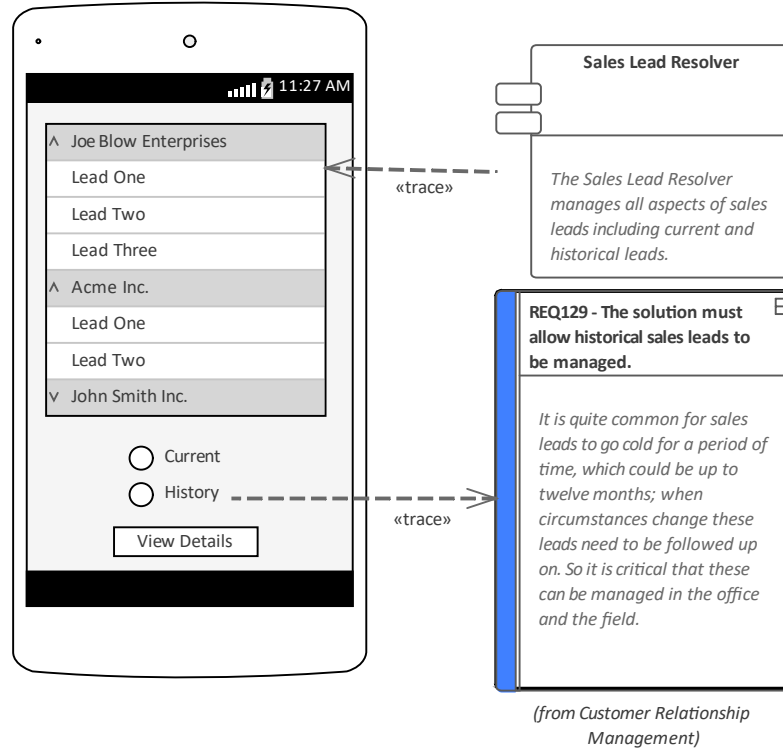 11:27 AM
Joe Blow Enterprises
Lead One
Lead Two
Lead Three
Acme Inc.
Lead One
Lead Two
John Smith Inc.
Current
History
View Details
«trace»
«trace»
Sales Lead Resolver
The Sales Lead Resolver
manages all aspects of sales
leads including current and
historical leads.
REQ129 - The solution must
allow historical sales leads to
be managed.
It is quite common for sales
leads to go cold for a period of
time, which could be up to
twelve months; when
circumstances change these
leads need to be followed up
on. So it is critical that these
can be managed in the office
and the field.
(from Customer Relationship
Management)